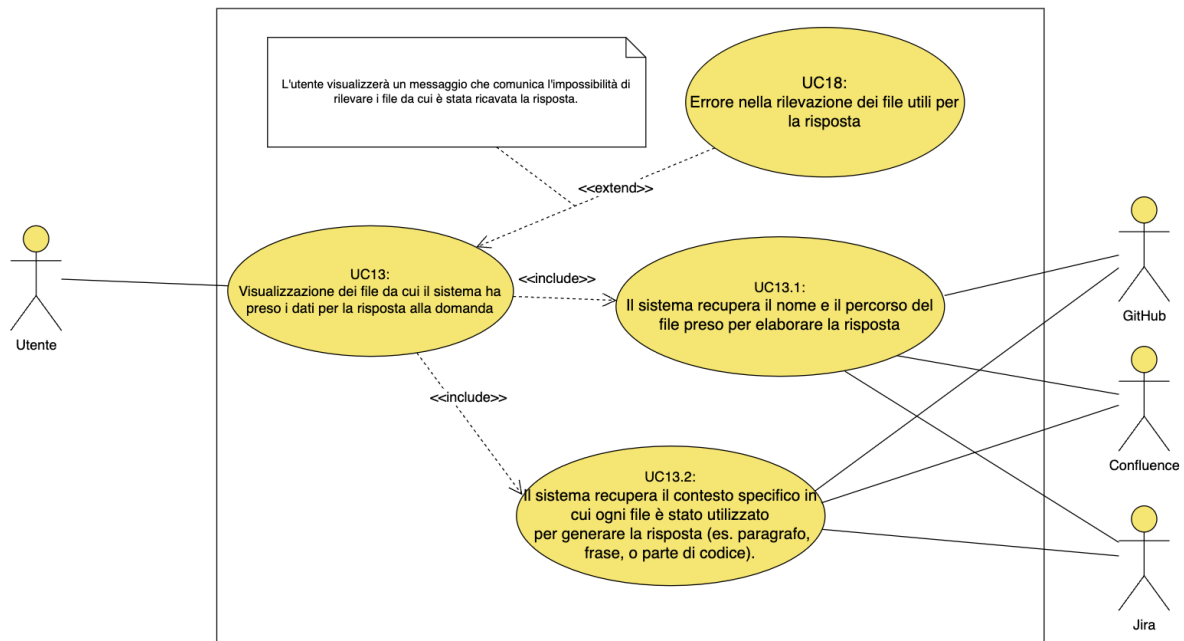 L'utente visualizzerà un messaggio che comunica l'impossibilità di
rilevare i file da cui è stata ricavata la risposta.
UC18:
Errore nella rilevazione dei file utili per
la risposta
<<extend>>
Utente
UC13:
Visualizzazione dei file da cui il sistema ha
preso i dati per la risposta alla domanda
<<include>>
UC13.1:
Il sistema recupera il nome e il percorso del
file preso per elaborare la risposta
GitHub
<<include>>
Confluence
UC13.2:
Il sistema recupera il contesto specifico in
cui ogni file è stato utilizzato
per generare la risposta (es. paragrafo,
frase, o parte di codice).
Jira